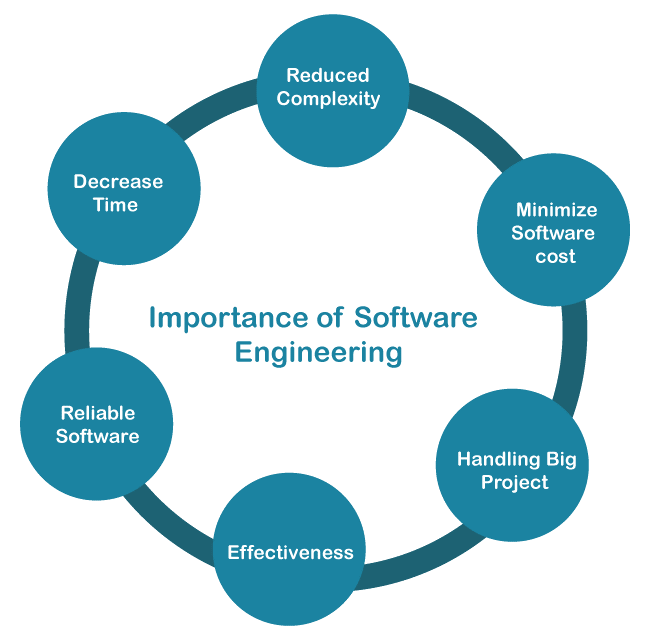 Reduced
Complexity
Minimize
Software
cost
Handling Big
Project
Effectiveness
Reliable
Software
Decrease
Time
Importance of Software
Engineering